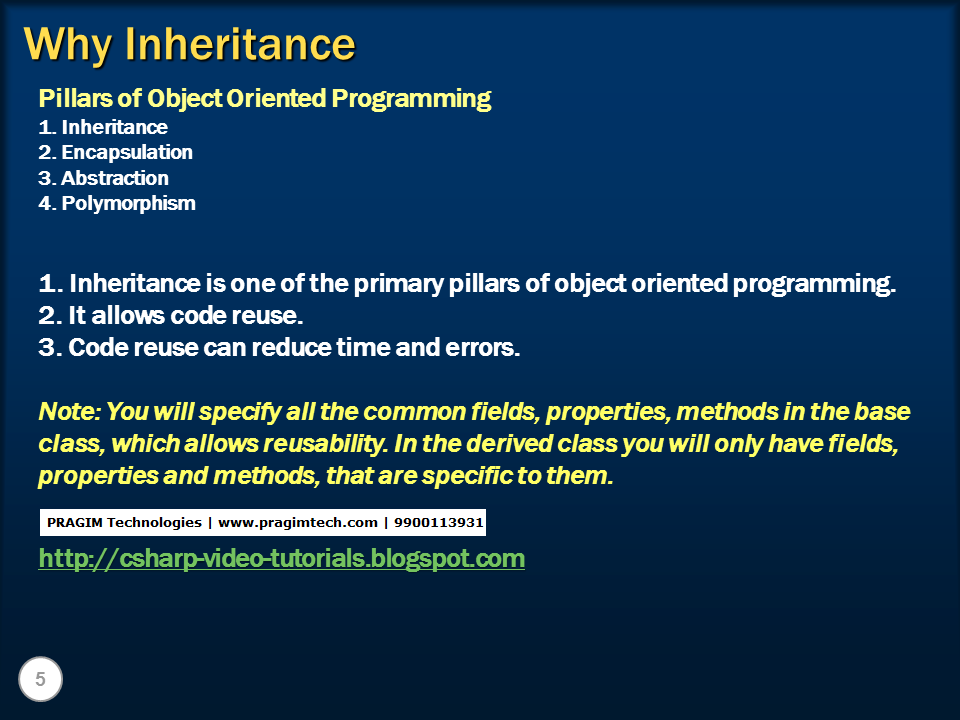 Why Inheritance
Pillars of Object Oriented Programming
1. Inheritance
2. Encapsulation
3. Abstraction
4. Polymorphism
1. Inheritance is one of the primary pillars of object oriented programming.
2. It allows code reuse.
3. Code reuse can reduce time and errors.
Note: You will specify all the common fields, properties, methods in the base
class, which allows reusability. In the derived class you will only have fields,
properties and methods, that are specific to them.
PRAGIM Technologies | www.pragimtech.com | 9900113931
http://csharp-video-tutorials.blogspot.com
5